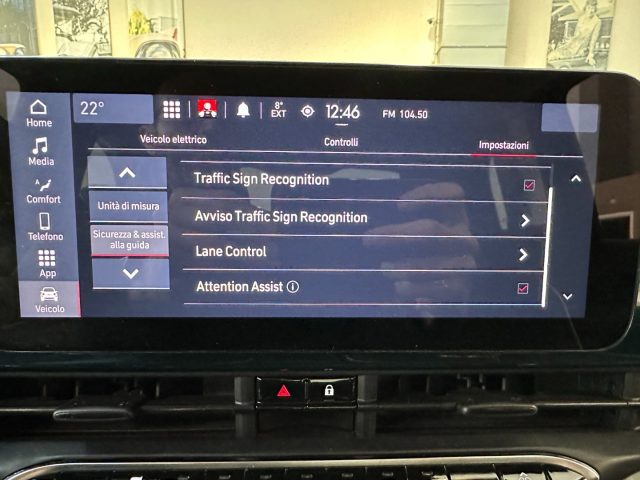 22°
8°
EXT
12:46
FM 104.50
Home
Media
Comfort
Telefono
App
Veicolo
Veicolo elettrico
Controlli
Impostazioni
Unità di misura
Sicurezza & assist.
alla guida
Traffic Sign Recognition
Avviso Traffic Sign Recognition
Lane Control
Attention Assist